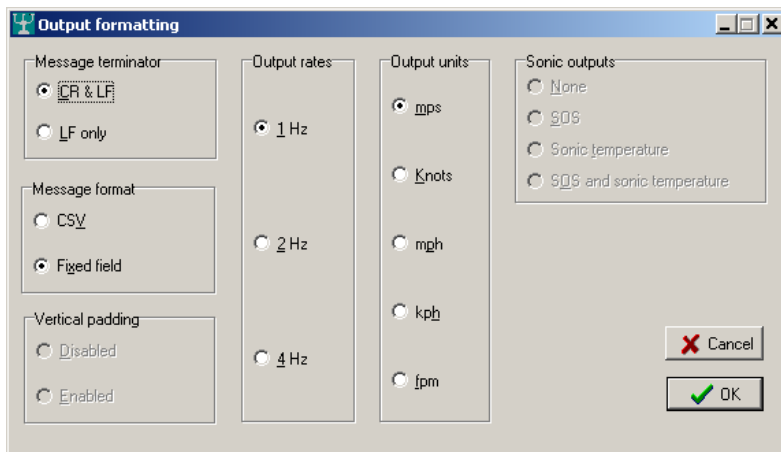 Output formatting
Message terminator
CR & LF
LF only
Message format
CSV
Fixed field
Vertical padding
Disabled
Enabled
Output rates
1 Hz
2 Hz
4 Hz
Output units
mps
Knots
mph
kph
fpm
Sonic outputs
None
SOS
Sonic temperature
SOS and sonic temperature
Cancel
OK